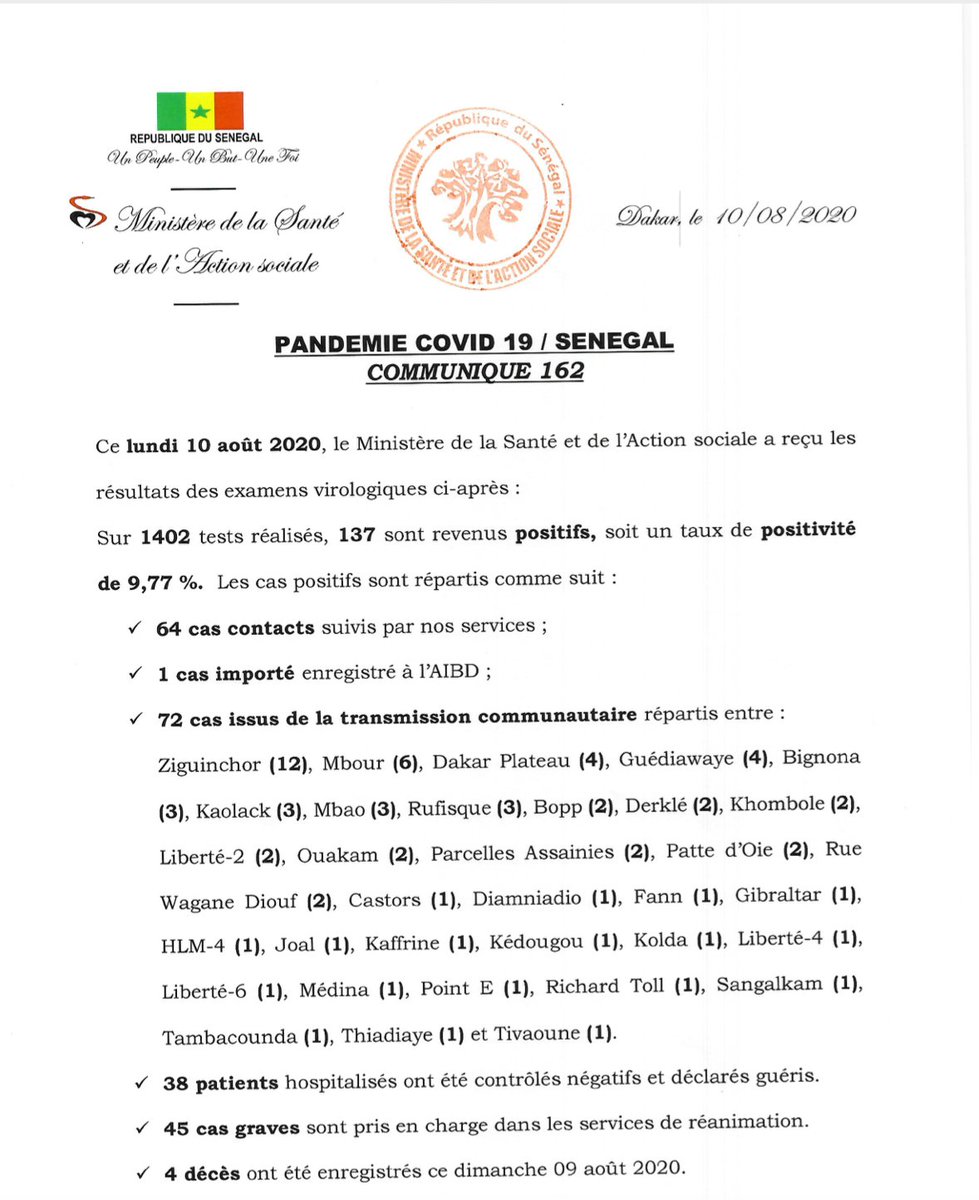 REPUBLIQUE DU SENEGAL
Un Peuple-Un But-Une Foi
Ministère de la Santé
et de l'Action sociale
République du Sénégal
MINISTERE DE LA SANTÉ ET DE L'ACTION SOCIALE
Dakar, le 10/08/2020
PANDEMIE COVID 19 / SENEGAL
COMMUNIQUE 162
Ce lundi 10 août 2020, le Ministère de la Santé et de l'Action sociale a reçu les
résultats des examens virologiques ci-après :
Sur 1402 tests réalisés, 137 sont revenus positifs, soit un taux de positivité
de 9,77 %. Les cas positifs sont répartis comme suit :
✓ 64 cas contacts suivis par nos services ;
✓ 1 cas importé enregistré à l'AIBD ;
✓ 72 cas issus de la transmission communautaire répartis entre :
Ziguinchor (12), Mbour (6), Dakar Plateau (4), Guédiawaye (4), Bignona
(3), Kaolack (3), Mbao (3), Rufisque (3), Bopp (2), Derklé (2), Khombole (2),
Liberté-2 (2), Ouakam (2), Parcelles Assainies (2), Patte d'Oie (2), Rue
Wagane Diouf (2), Castors (1), Diamniadio (1), Fann (1), Gibraltar (1),
HLM-4 (1), Joal (1), Kaffrine (1), Kédougou (1), Kolda (1), Liberté-4 (1),
Liberté-6 (1), Médina (1), Point E (1), Richard Toll (1), Sangalkam (1),
Tambacounda (1), Thiadiaye (1) et Tivaoune (1).
✓ 38 patients hospitalisés ont été contrôlés négatifs et déclarés guéris.
✓ 45 cas graves sont pris en charge dans les services de réanimation.
✓ 4 décès ont été enregistrés ce dimanche 09 août 2020.